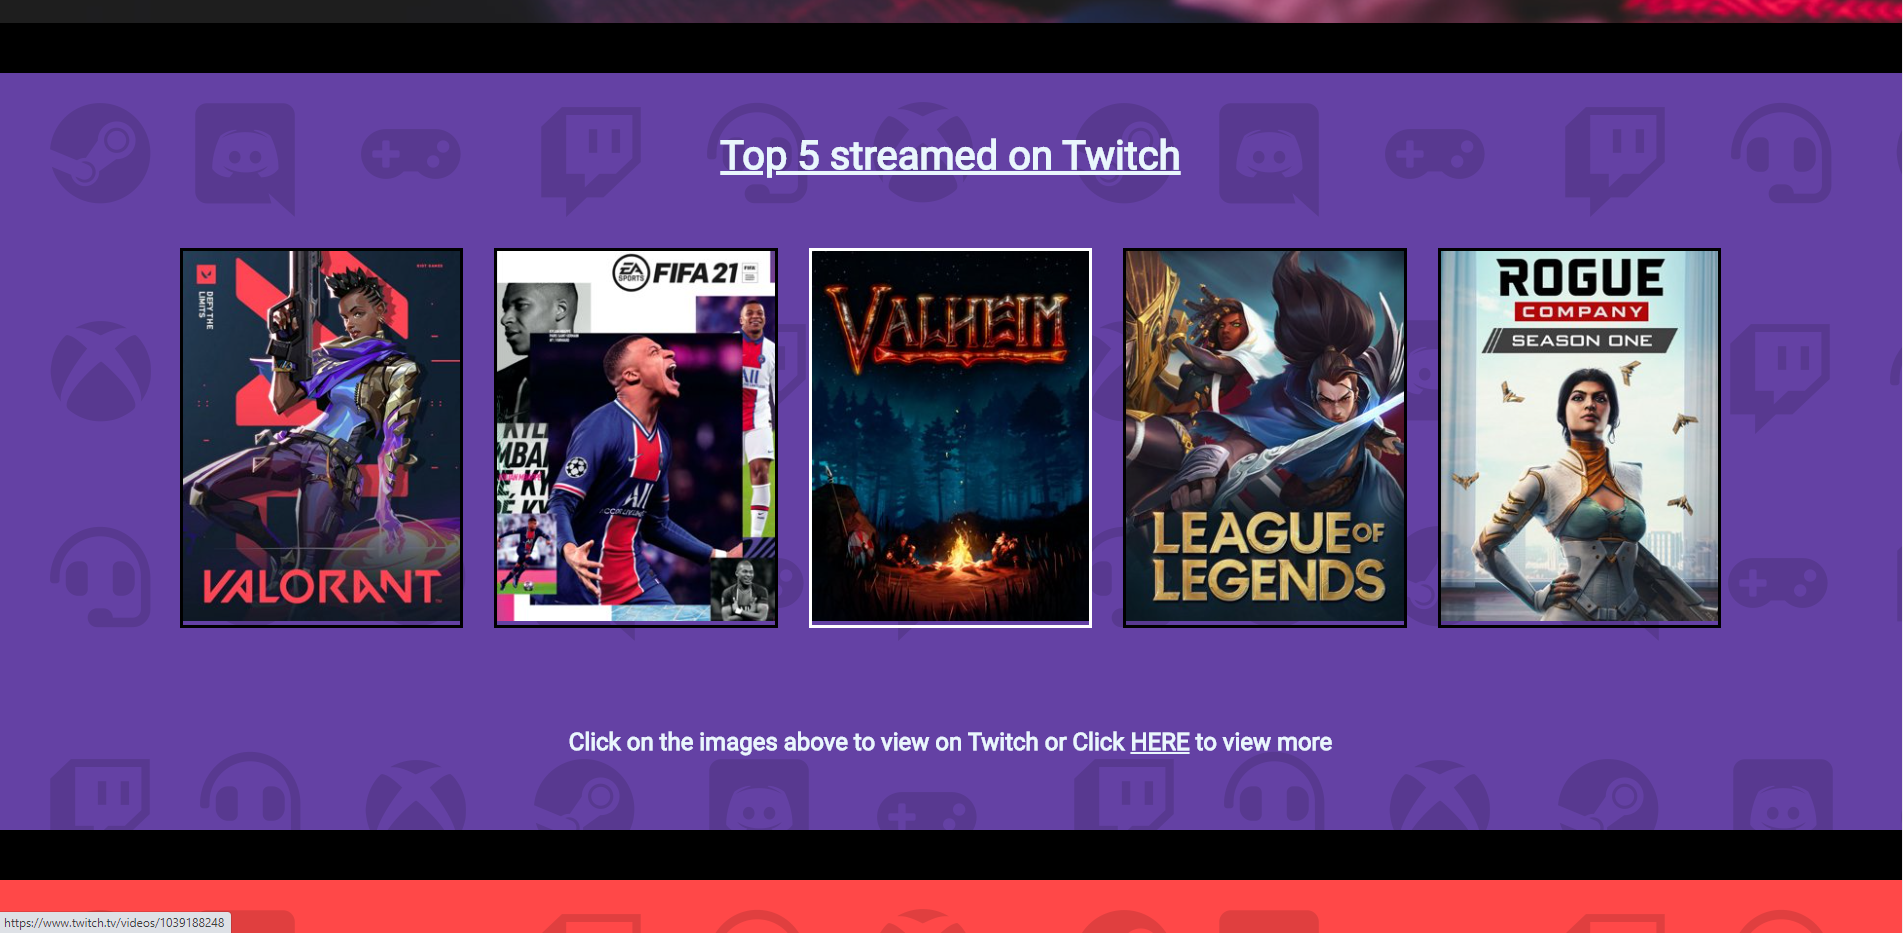 Top 5 streamed on Twitch
DEFY THE
LIMITS
VALORANT
EA
SPORTS
FIFA 21
FIFA
VALHEIM
LEAGUE OF
LEGENDS
ROGUE
COMPANY
SEASON ONE
Click on the images above to view on Twitch or Click HERE to view more
https://www.twitch.tv/videos/1039188248